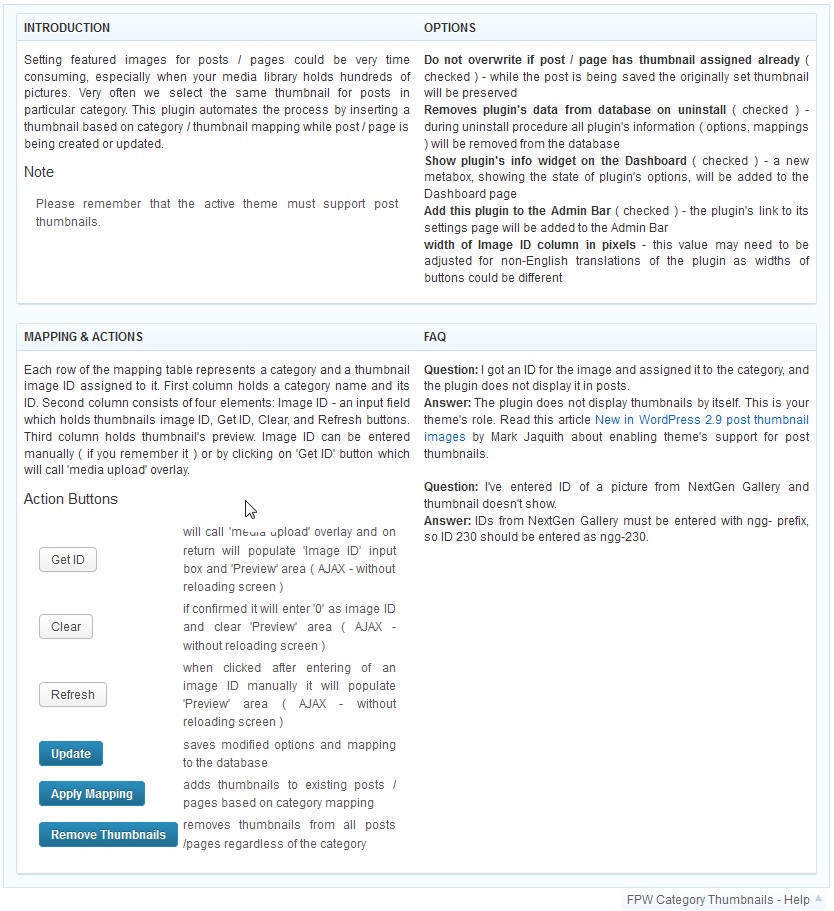 INTRODUCTION
Setting featured images for posts / pages could be very time
consuming, especially when your media library holds hundreds of
pictures. Very often we select the same thumbnail for posts in
particular category. This plugin automates the process by inserting a
thumbnail based on category / thumbnail mapping while post / page is
being created or updated.
Note
Please remember that the active theme must support post
thumbnails.
OPTIONS
Do not overwrite if post / page has thumbnail assigned already (
checked ) - while the post is being saved the originally set thumbnail
will be preserved
Removes plugin's data from database on uninstall ( checked ) -
during uninstall procedure all plugin's information ( options, mappings
) will be removed from the database
Show plugin's info widget on the Dashboard ( checked ) - a new
metabox, showing the state of plugin's options, will be added to the
Dashboard page
Add this plugin to the Admin Bar ( checked ) - the plugin's link to its
settings page will be added to the Admin Bar
width of Image ID column in pixels - this value may need to be
adjusted for non-English translations of the plugin as widths of
buttons could be different
MAPPING & ACTIONS
Each row of the mapping table represents a category and a thumbnail
image ID assigned to it. First column holds a category name and its
ID. Second column consists of four elements: Image ID - an input field
which holds thumbnails image ID, Get ID, Clear, and Refresh buttons.
Third column holds thumbnail's preview. Image ID can be entered
manually ( if you remember it ) or by clicking on 'Get ID' button which
will call 'media upload' overlay.
Action Buttons
Get ID
will call 'media upload' overlay and on
return will populate 'Image ID' input
box and 'Preview' area ( AJAX - without
reloading screen )
Clear
if confirmed it will enter '0' as image ID
and clear 'Preview' area ( AJAX -
without reloading screen )
Refresh
when clicked after entering of an
image ID manually it will populate
'Preview' area ( AJAX - without
reloading screen )
Update
saves modified options and mapping
to the database
Apply Mapping
adds thumbnails to existing posts /
pages based on category mapping
Remove Thumbnails
removes thumbnails from all posts
/pages regardless of the category
FAQ
Question: I got an ID for the image and assigned it to the category, and
the plugin does not display it in posts.
Answer: The plugin does not display thumbnails by itself. This is your
theme's role. Read this article New in WordPress 2.9 post thumbnail
images by Mark Jaquith about enabling theme's support for post
thumbnails.
Question: I've entered ID of a picture from NextGen Gallery and
thumbnail doesn't show.
Answer: IDs from NextGen Gallery must be entered with ngg- prefix,
so ID 230 should be entered as ngg-230.
FPW Category Thumbnails - Help